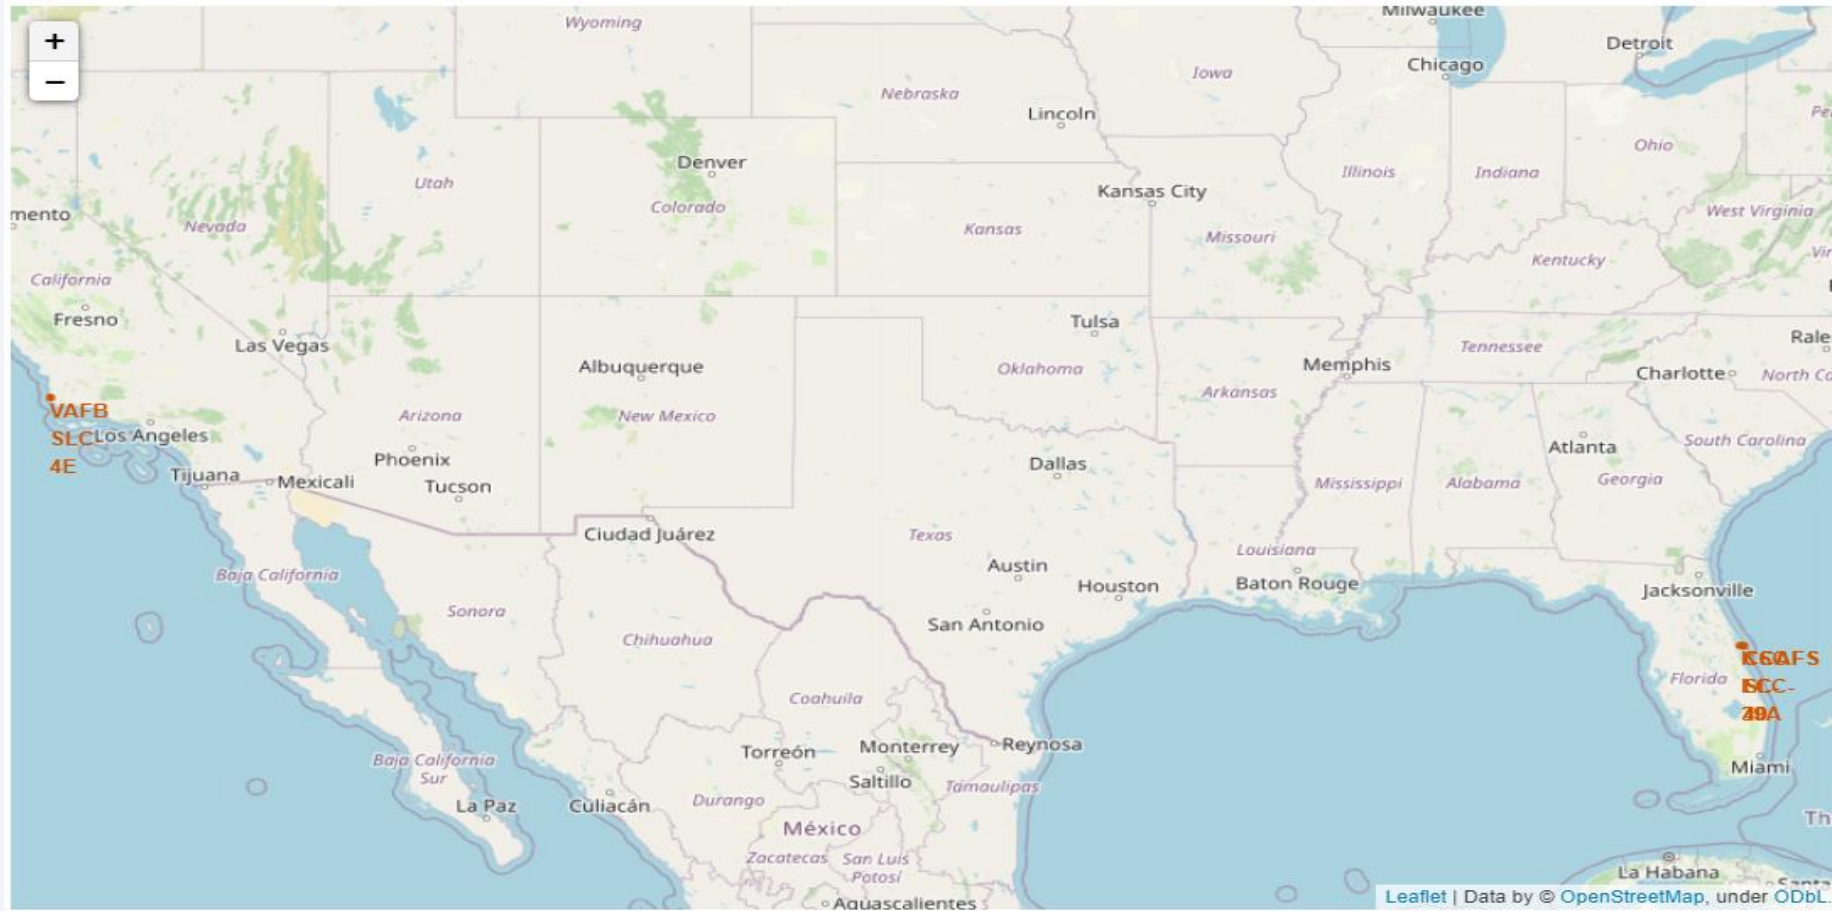 Wyoming
Milwaukee
+
−
Detroit
Chicago
Iowa
Nebraska
Lincoln
Ohio
Denver
Utah
Illinois
Indiana
Kansas City
Colorado
mento
West Virginia
Nevada
Kansas
Missouri
Kentucky
California
Fresno
Tulsa
Las Vegas
Rale
Tennessee
Albuquerque
Oklahoma
Memphis
Charlotte
North Ca
Arkansas
VAFB
SLC
4E
Arizona
New Mexico
Los Angeles
South Carolina
Atlanta
Phoenix
Dallas
Tijuana
Mexicali
Tucson
Mississippi
Alabama
Georgia
Ciudad Juárez
Texas
Louisiana
Austin
Baja California
Houston
Baton Rouge
Jacksonville
Sonora
San Antonio
Chihuahua
Florida
Coahuila
Torreón
Monterrey
Reynosa
Baja California
Sur
Miami
Saltillo
Tamaulipas
La Paz
Culiacán
Durango
México
Th
Zacatecas
San Luis
Potosí
La Habana
Aguascalientes
Leaflet | Data by © OpenStreetMap, under ODbL.